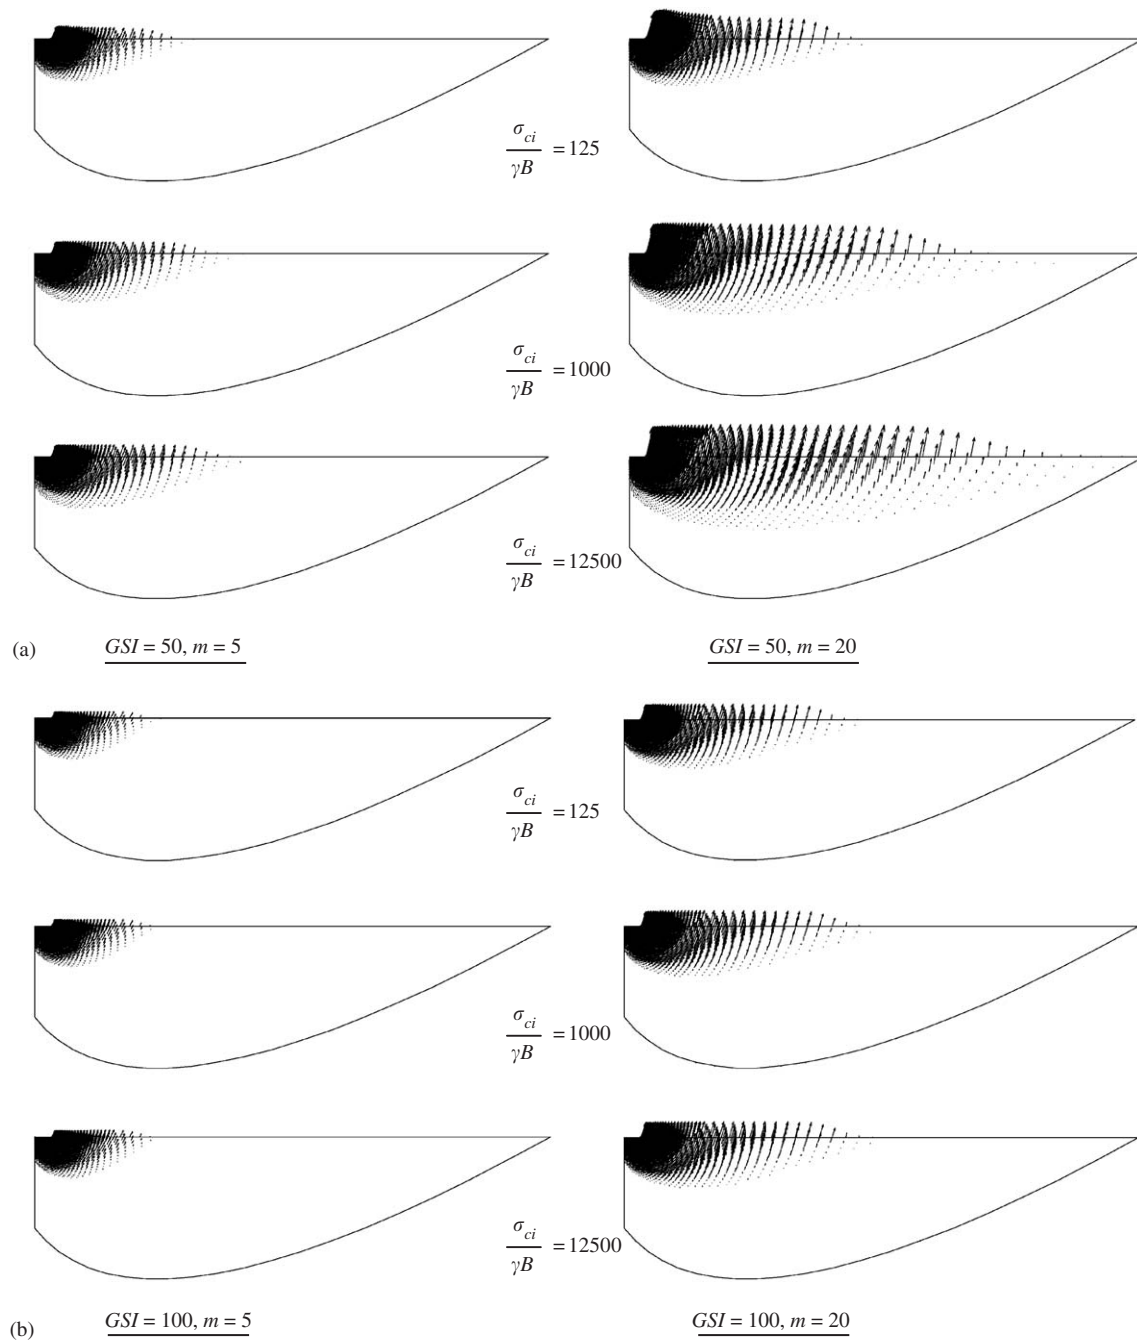 σci/γB = 125
σci/γB = 1000
σci/γB = 12500
(a) GSI = 50, m = 5 GSI = 50, m = 20
σci/γB = 125
σci/γB = 1000
σci/γB = 12500
(b) GSI = 100, m = 5 GSI = 100, m = 20